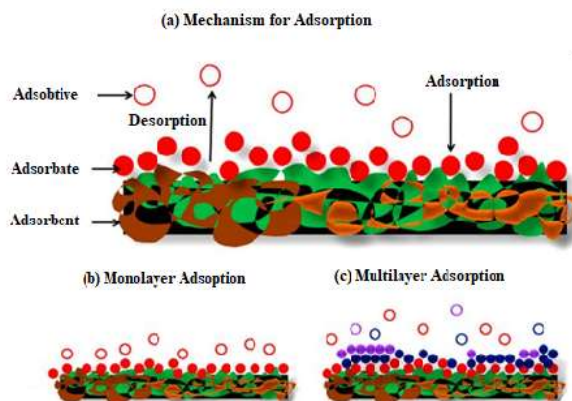 (a) Mechanism for Adsorption
Adsobtive
Adsorption
Desorption
Adsorbate
Adsorbent
(b) Monolayer Adsoption
(c) Multilayer Adsorption